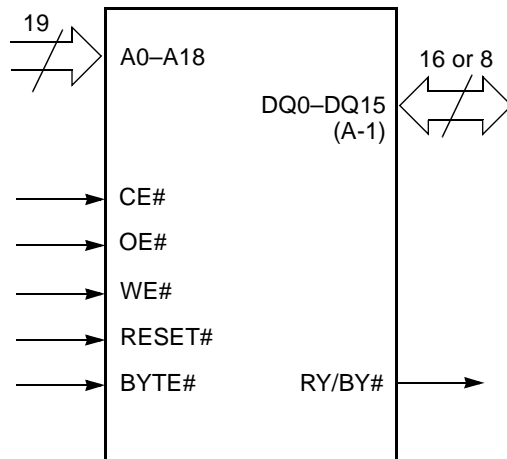 19
A0–A18
16 or 8
DQ0–DQ15
(A-1)
CE#
OE#
WE#
RESET#
BYTE#
RY/BY#